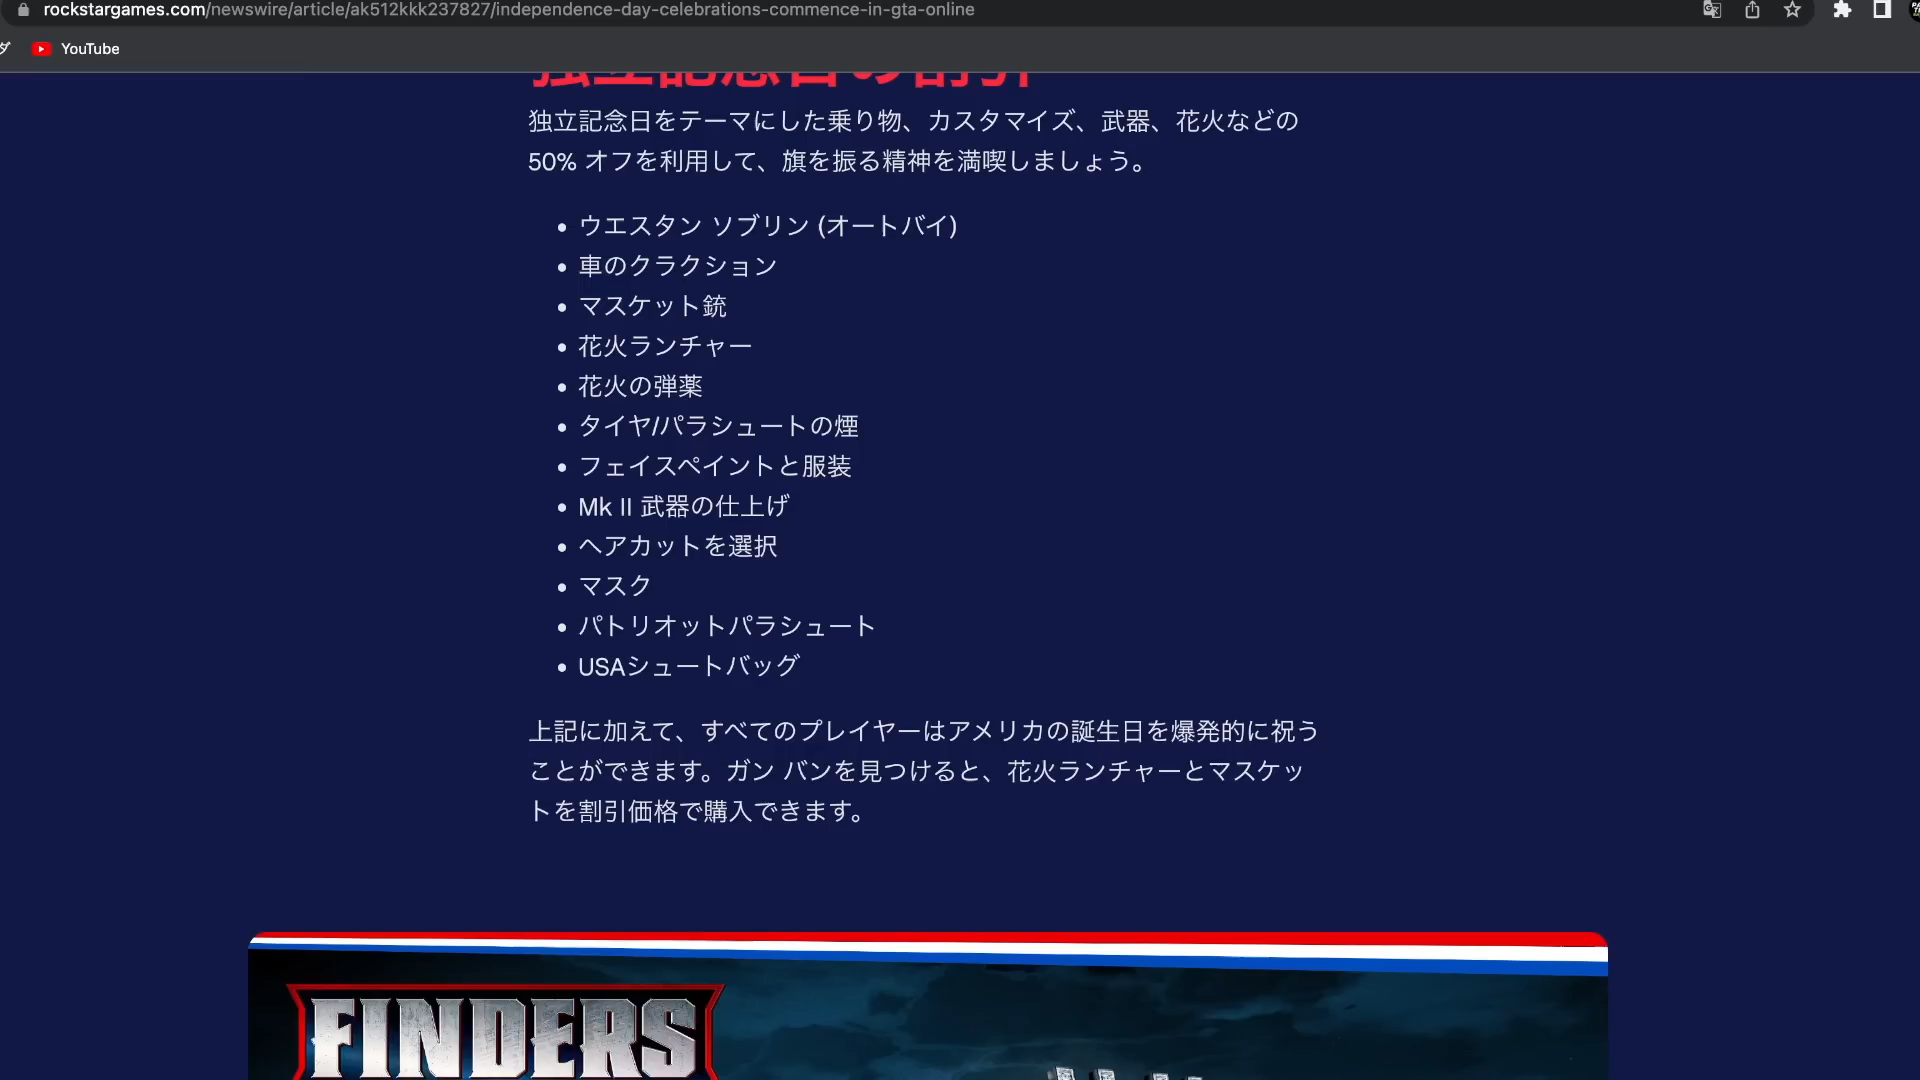 rockstargames.com/newswire/article/ak512kkk237827/independence-day-celebrations-commence-in-gta-online
YouTube
独立記念日の割引
独立記念日をテーマにした乗り物、カスタマイズ、武器、花火などの
50% オフを利用して、旗を振る精神を満喫しましょう。
ウエスタン ソブリン (オートバイ)
車のクラクション
マスケット銃
花火ランチャー
花火の弾薬
タイヤ/パラシュートの煙
フェイスペイントと服装
Mk II 武器の仕上げ
ヘアカットを選択
マスク
パトリオットパラシュート
USAシュートバッグ
上記に加えて、すべてのプレイヤーはアメリカの誕生日を爆発的に祝う
ことができます。ガン バンを見つけると、花火ランチャーとマスケッ
トを割引価格で購入できます。
FINDERS